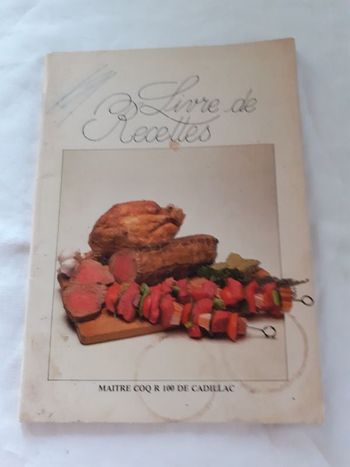 Livre de
Recettes
MAITRE COQ R 100 DE CADILLAC